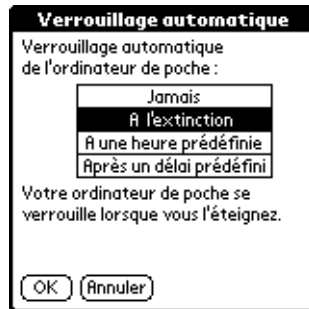 Verrouillage automatique
Verrouillage automatique
de l'ordinateur de poche :
Jamais
A l'extinction
A une heure prédéfinie
Après un délai prédéfini
Votre ordinateur de poche se
verrouille lorsque vous l'éteignez.
OK Annuler